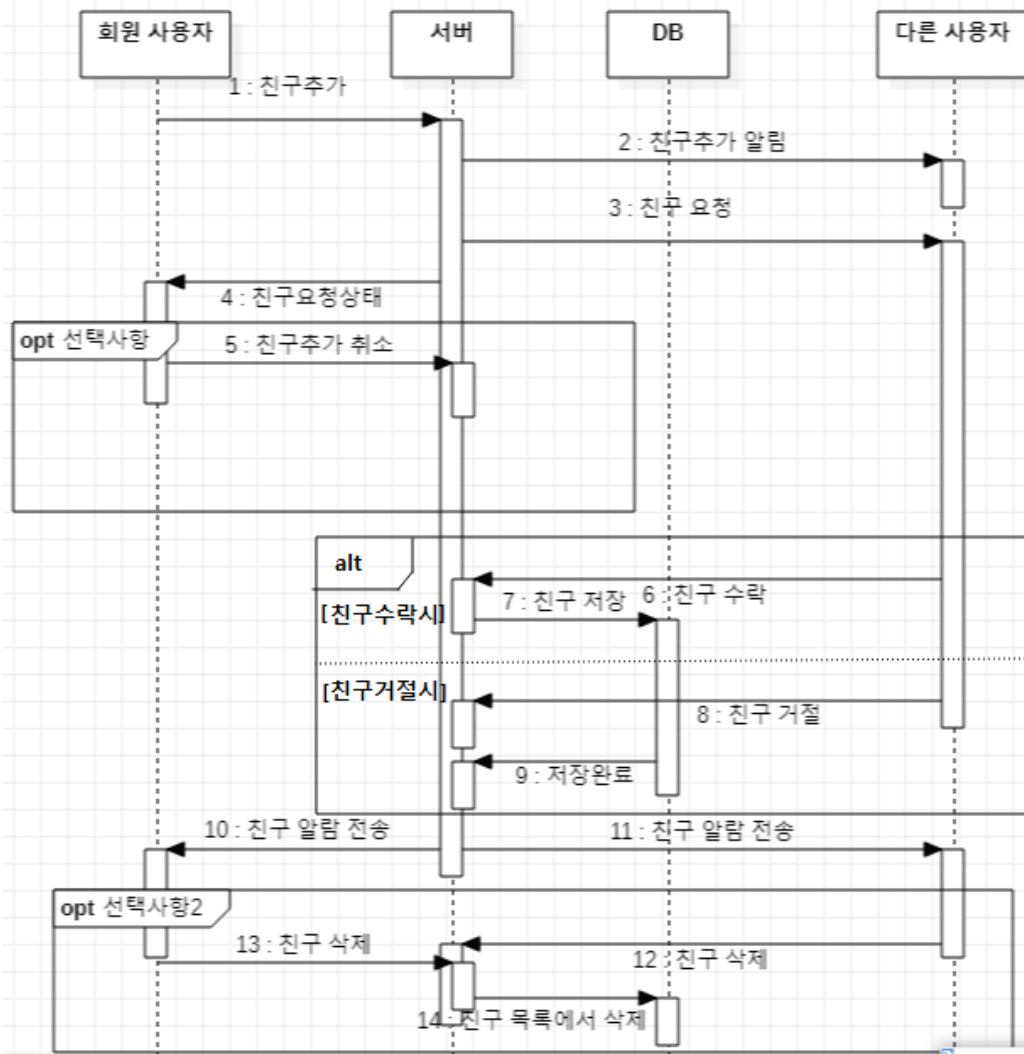 회원 사용자
서버
DB
다른 사용자
1 : 친구추가
2 : 친구추가 알림
3 : 친구 요청
4 : 친구요청상태
opt 선택사항
5 : 친구추가 취소
alt
6 : 친구 수락
[친구수락시]
7 : 친구 저장
[친구거절시]
8 : 친구 거절
9 : 저장완료
10 : 친구 알람 전송
11 : 친구 알람 전송
opt 선택사항2
13 : 친구 삭제
12 : 친구 삭제
14 : 친구 목록에서 삭제